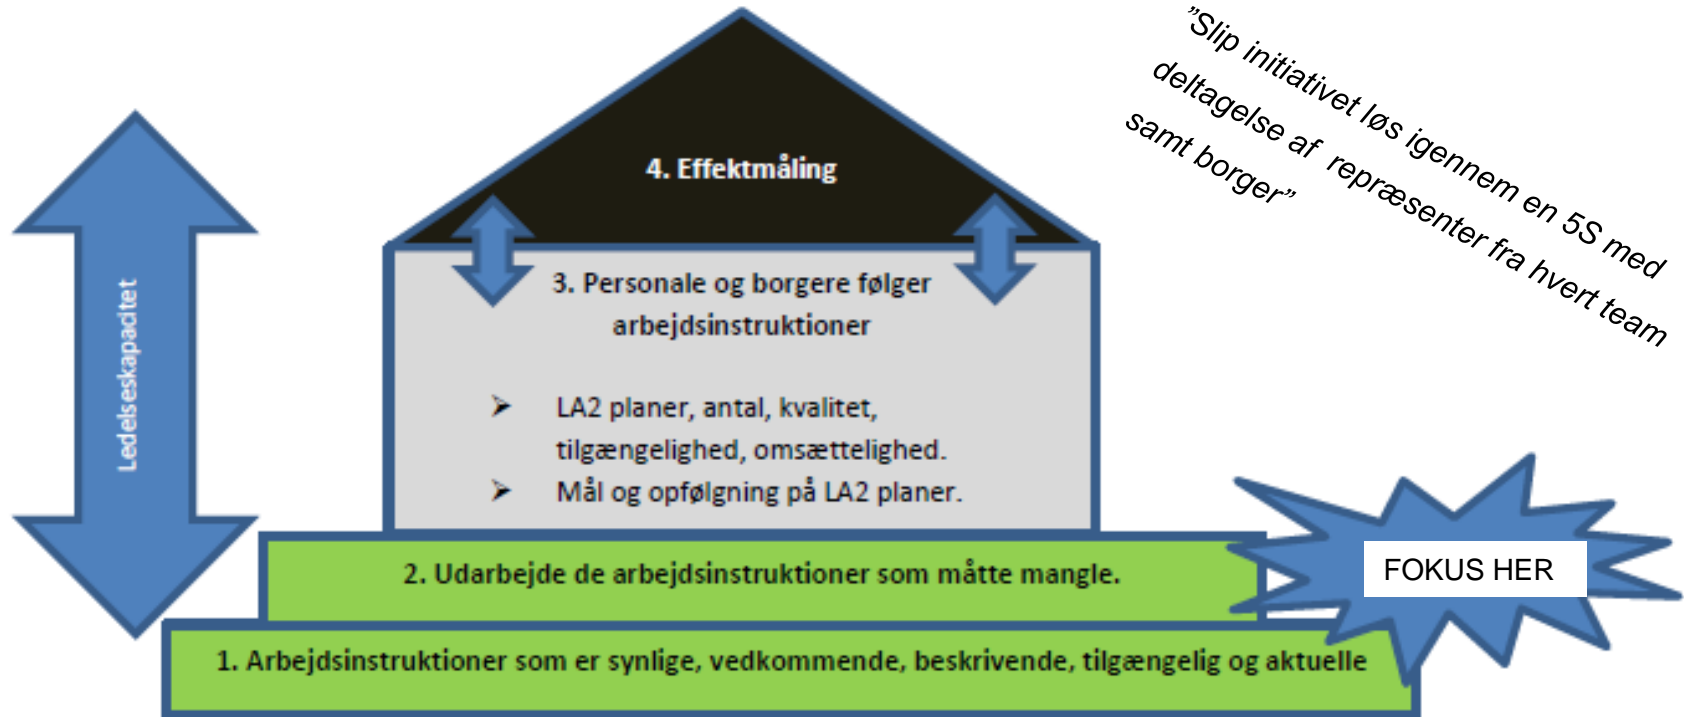 ”Slip initiativet løs igennem en 5S med
deltagelse af repræsenter fra hvert team
samt borger”
4. Effektmåling
Ledelseskapacitet
3. Personale og borgere følger
arbejdsinstruktioner
➤ LA2 planer, antal, kvalitet,
tilgængelighed, omsættelighed.
➤ Mål og opfølgning på LA2 planer.
2. Udarbejde de arbejdsinstruktioner som måtte mangle.
FOKUS HER
1. Arbejdsinstruktioner som er synlige, vedkommende, beskrivende, tilgængelig og aktuelle